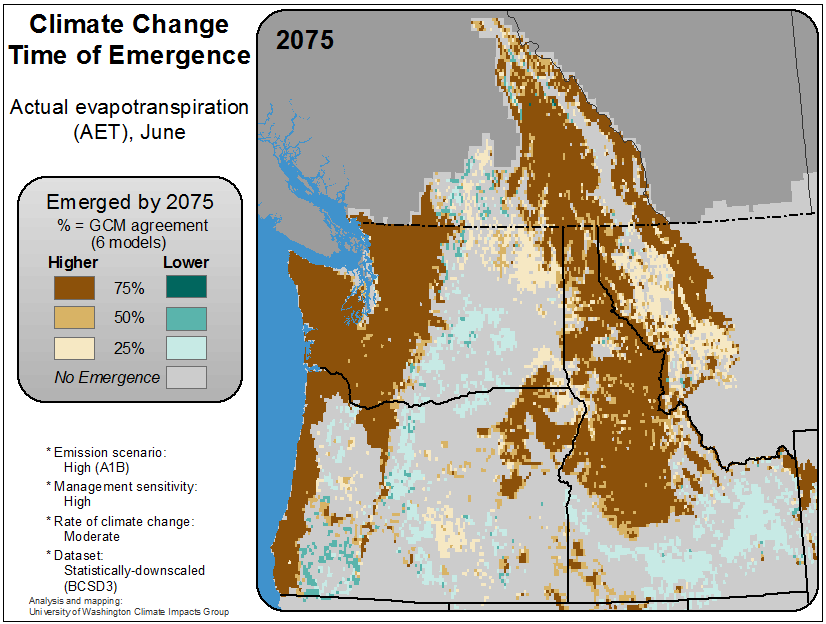 Climate Change
Time of Emergence
Actual evapotranspiration
(AET), June
Emerged by 2075
% = GCM agreement
(6 models)
Higher Lower
75%
50%
25%
No Emergence
* Emission scenario:
High (A1B)
* Management sensitivity:
High
* Rate of climate change:
Moderate
* Dataset:
Statistically-downscaled
(BCSD3)
Analysis and mapping:
University of Washington Climate Impacts Group
2075